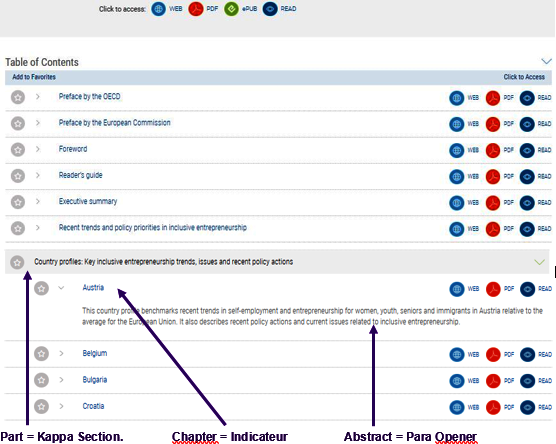 Click to access: WEB PDF ePUB READ
Table of Contents
Add to Favorites Click to Access
Preface by the OECD WEB PDF READ
Preface by the European Commission WEB PDF READ
Foreword WEB PDF READ
Reader's guide WEB PDF READ
Executive summary WEB PDF READ
Recent trends and policy priorities in inclusive entrepreneurship WEB PDF READ
Country profiles: Key inclusive entrepreneurship trends, issues and recent policy actions
Austria WEB PDF READ
This country profile benchmarks recent trends in self-employment and entrepreneurship for women, youth, seniors and immigrants in Austria relative to the
average for the European Union. It also describes recent policy actions and current issues related to inclusive entrepreneurship.
Belgium WEB PDF READ
Bulgaria WEB PDF READ
Croatia WEB PDF READ
Part = Kappa Section. Chapter = Indicateur Abstract = Para Opener